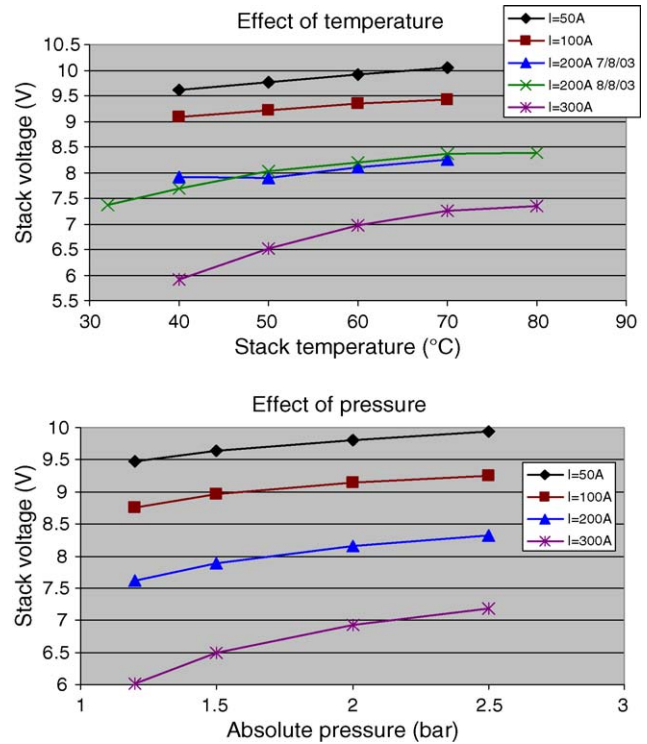 Effect of temperature
I=50A
I=100A
I=200A 7/8/03
I=200A 8/8/03
I=300A
10.5
10
9.5
9
8.5
8
7.5
7
6.5
6
5.5
Stack voltage (V)
30 40 50 60 70 80 90
Stack temperature (°C)
Effect of pressure
10
9.5
9
8.5
8
7.5
7
6.5
6
Stack voltage (V)
I=50A
I=100A
I=200A
I=300A
1 1.5 2 2.5 3
Absolute pressure (bar)